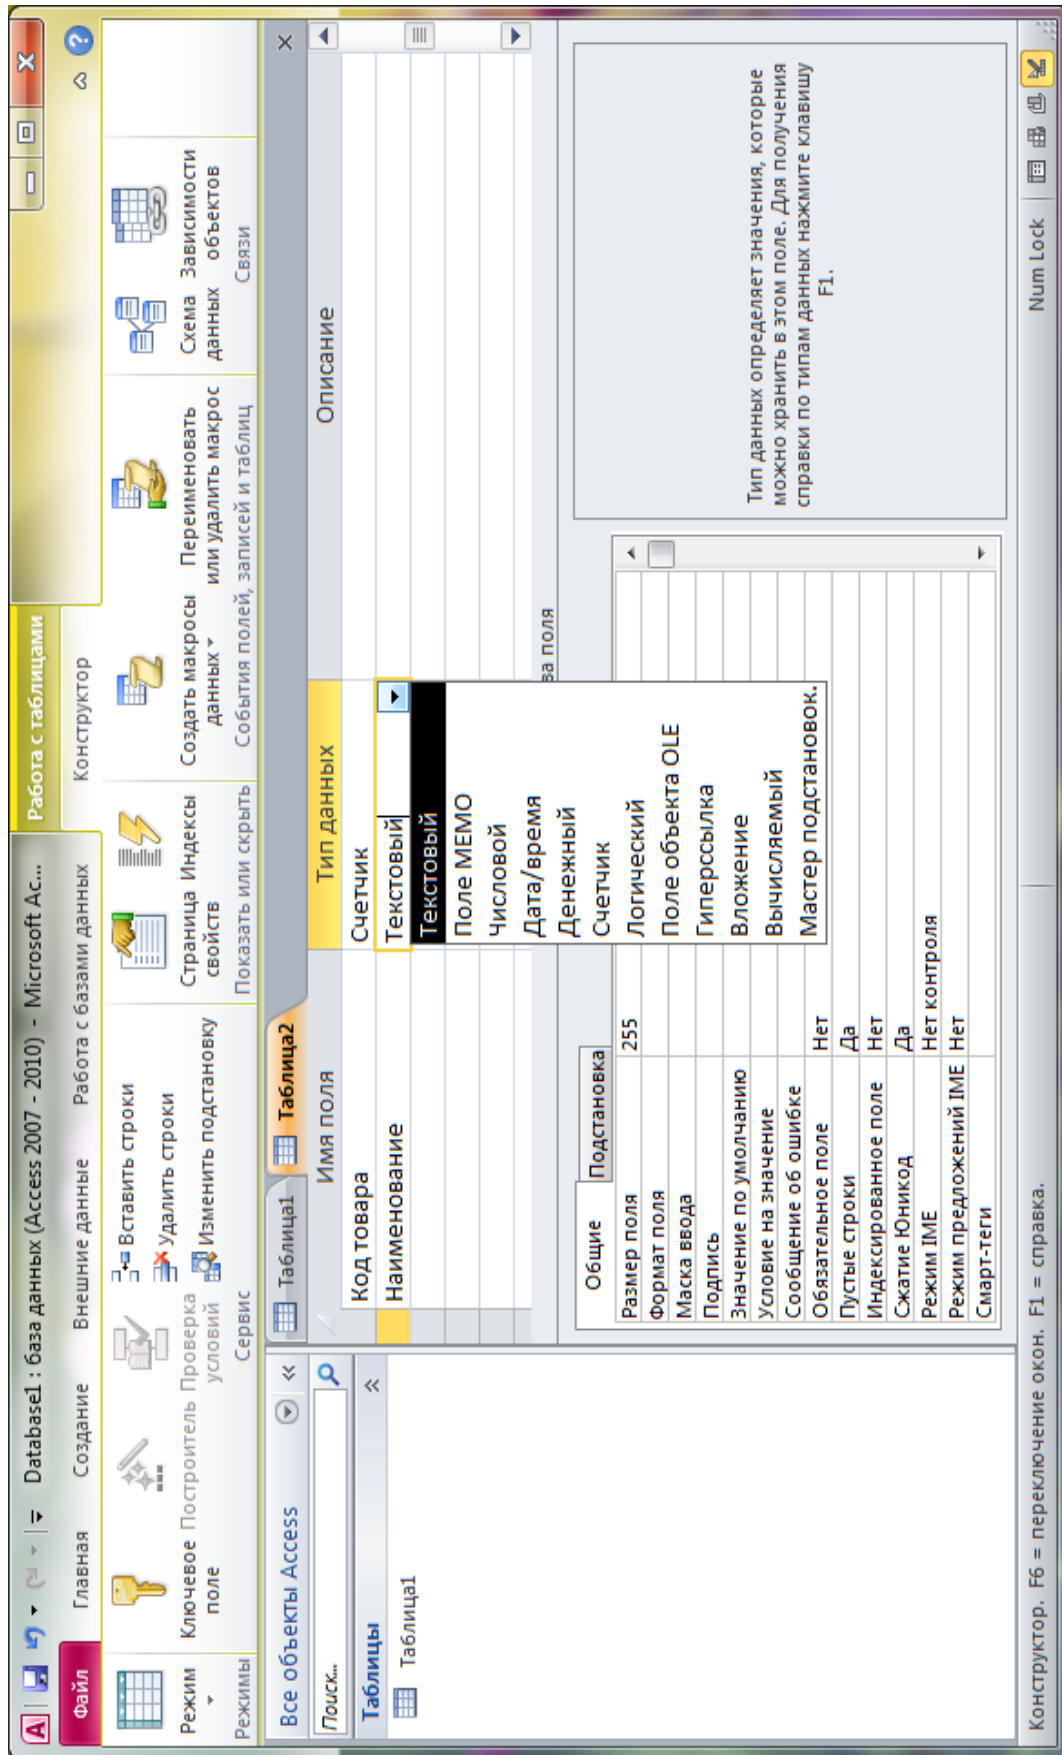 Database1 : база данных (Access 2007 - 2010) - Microsoft Ac...
Работа с таблицами
Файл
Главная
Создание
Внешние данные
Работа с базами данных
Конструктор
Режим
Режимы
Ключевое
поле
Построитель
Проверка
условий
Вставить строки
Удалить строки
Изменить подстановку
Сервис
Страница
свойств
Индексы
Показать или скрыть
Создать макросы
данных
Переименовать
или удалить макрос
События полей, записей и таблиц
Схема
данных
Зависимости
объектов
Связи
Все объекты Access
Поиск...
Таблицы
Таблица1
Таблица1
Таблица2
Имя поля
Тип данных
Описание
Код товара
Счетчик
Наименование
Текстовый
Текстовый
Поле МЕМО
Числовой
Дата/время
Денежный
Счетчик
Логический
Поле объекта OLE
Гиперссылка
Вложение
Вычисляемый
Мастер подстановок.
ва поля
Общие
Подстановка
Размер поля 255
Формат поля
Маска ввода
Подпись
Значение по умолчанию
Условие на значение
Сообщение об ошибке
Обязательное поле Нет
Пустые строки Да
Индексированное поле Нет
Сжатие Юникод Да
Режим IME Нет контроля
Режим предложений IME Нет
Смарт-теги
Тип данных определяет значения, которые
можно хранить в этом поле. Для получения
справки по типам данных нажмите клавишу
F1.
Конструктор. F6 = переключение окон. F1 = справка.
Num Lock